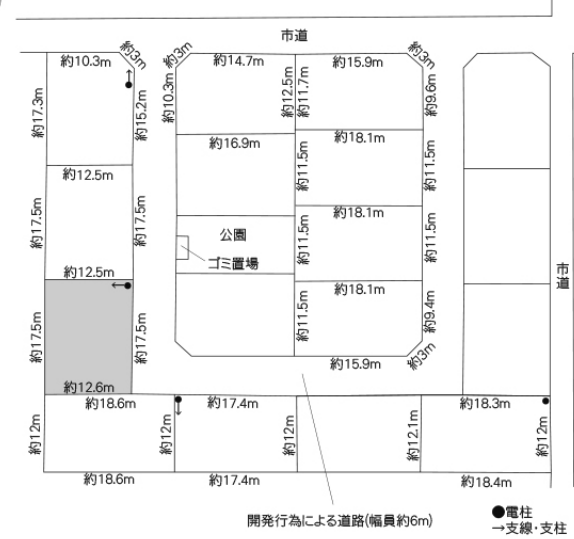 市道
約10.3m
約3m
約3m
約14.7m
約15.9m
約3m
約17.3m
約15.2m
約10.3m
約12.5m
約11.7m
約9.6m
約12.5m
約16.9m
約18.1m
約17.5m
約17.5m
約11.5m
約11.5m
公園
ゴミ置場
約18.1m
約11.5m
約11.5m
市道
約12.5m
約18.1m
約17.5m
約17.5m
約11.5m
約9.4m
約3m
約15.9m
約12.6m
約18.6m
約17.4m
約18.3m
約12m
約12m
約12m
約12.1m
約12m
約18.6m
約17.4m
約18.4m
開発行為による道路(幅員約6m)
●電柱
→支線・支柱